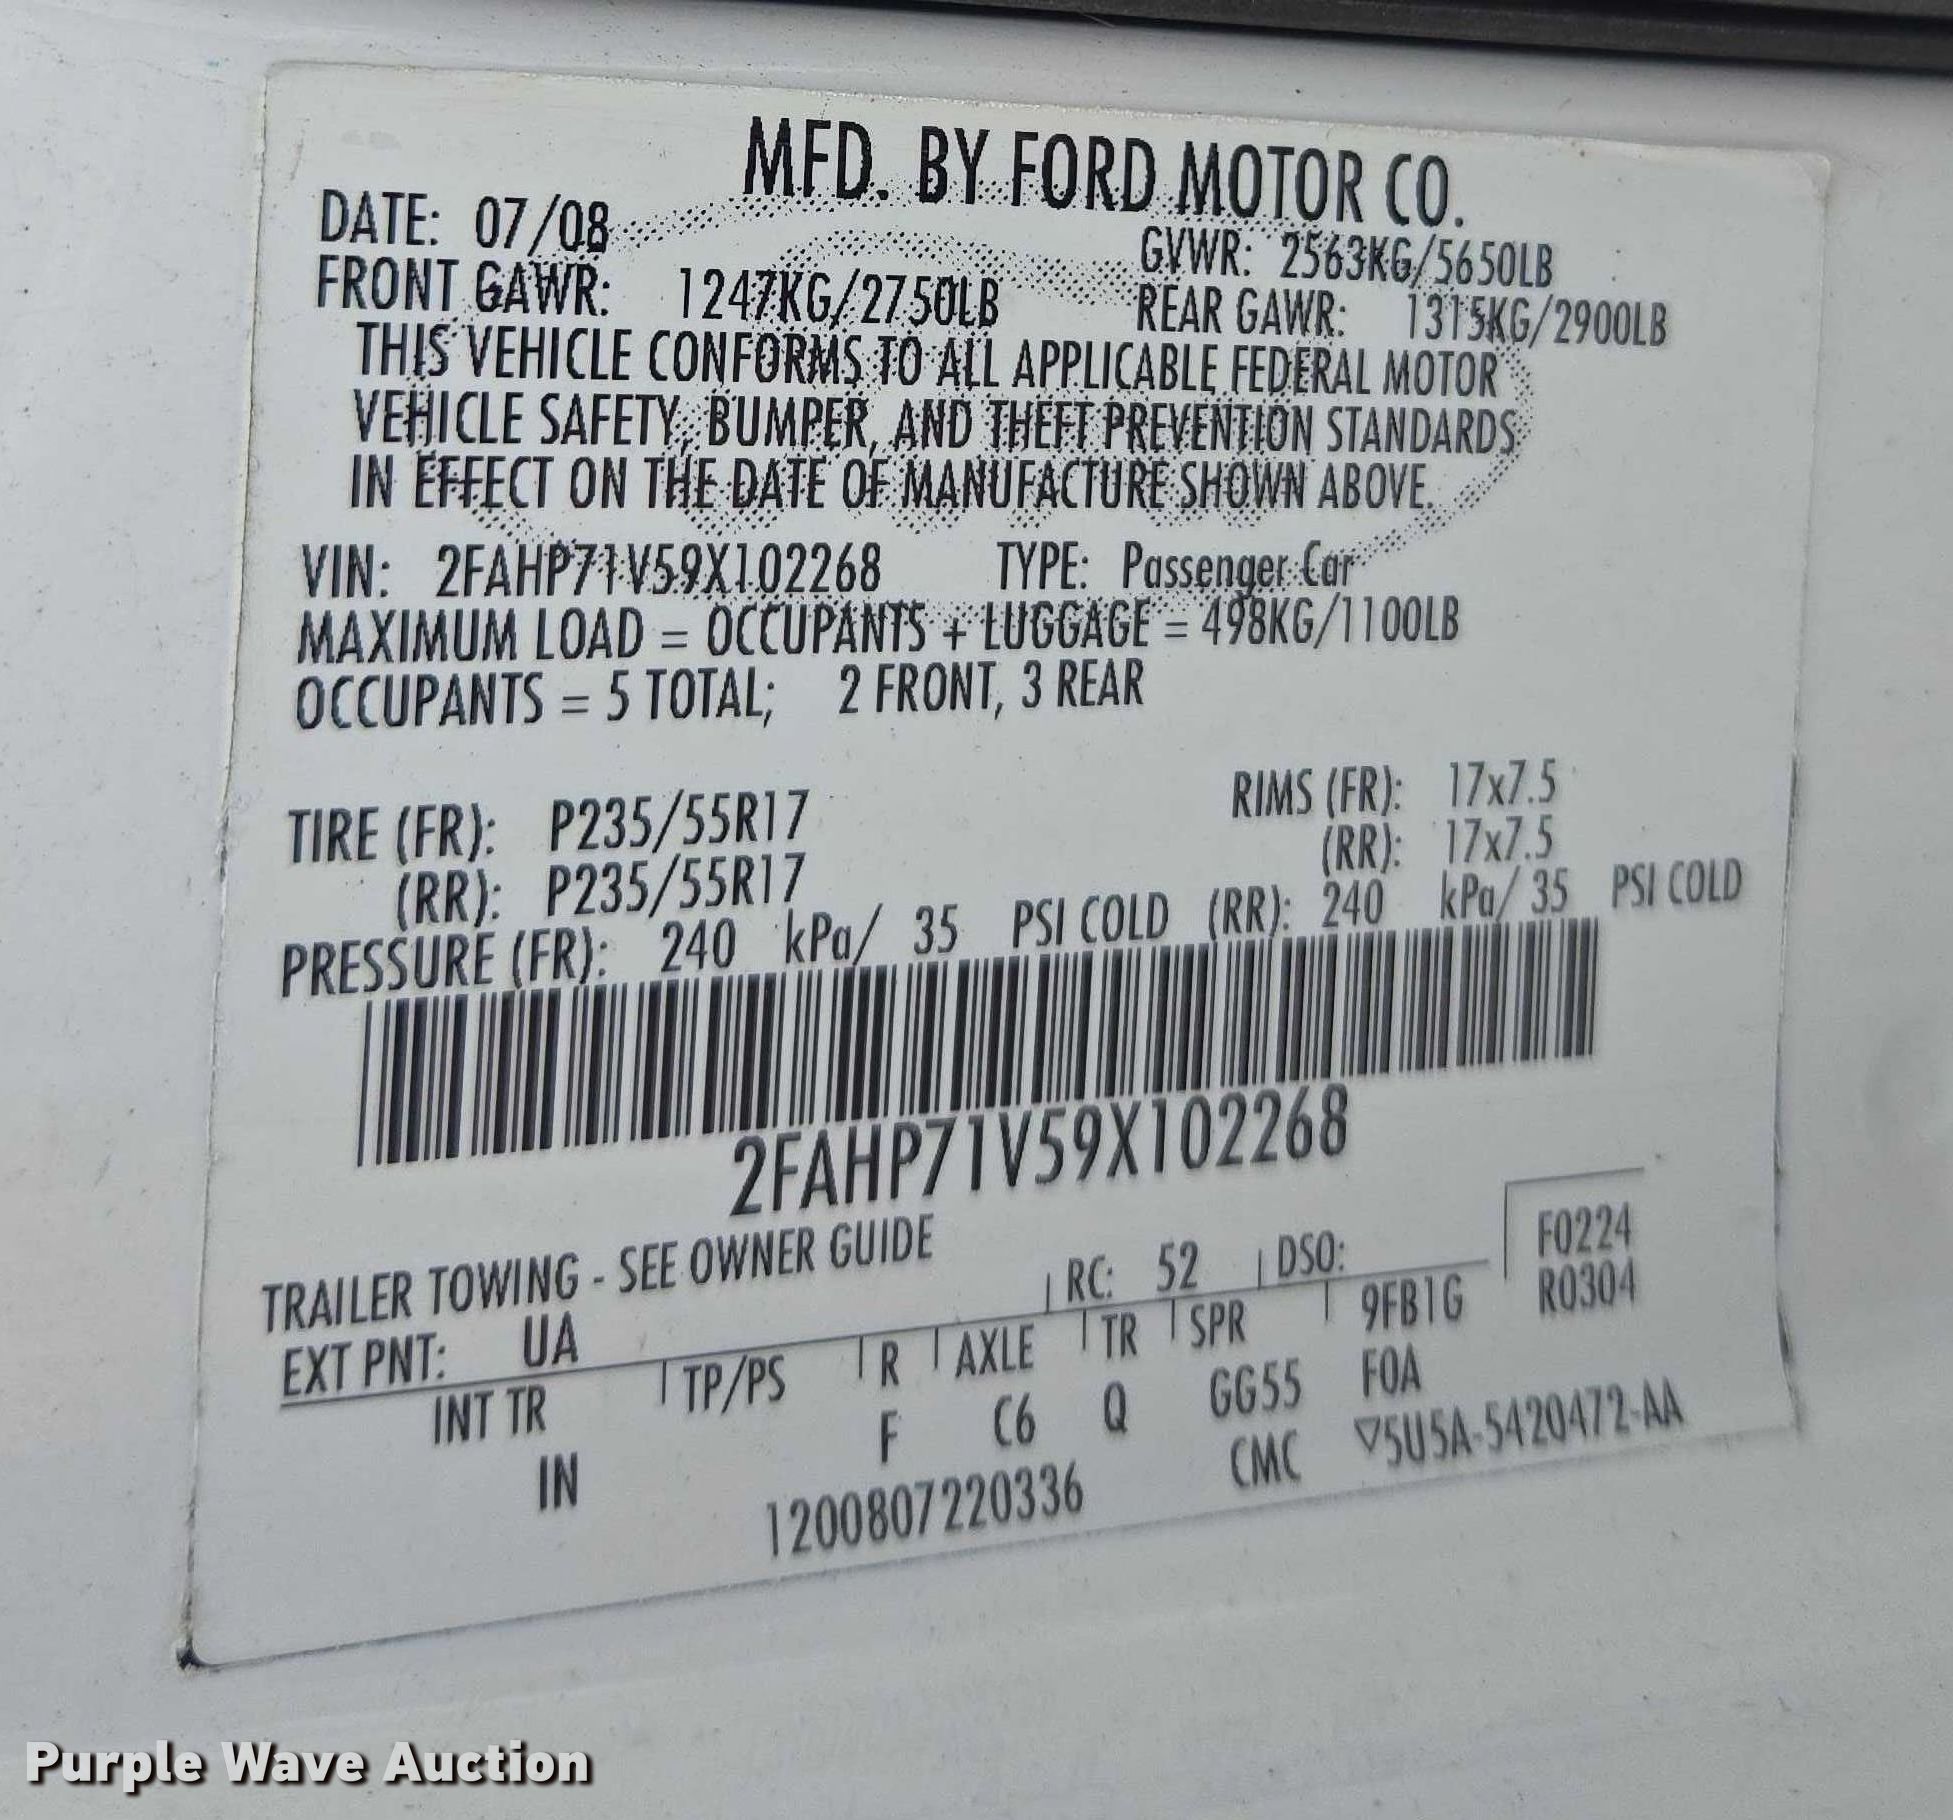 MFD. BY FORD MOTOR CO.
DATE: 07/08 GVWR: 2563KG/5650LB
FRONT GAWR: 1247KG/2750LB REAR GAWR: 1315KG/2900LB
THIS VEHICLE CONFORMS TO ALL APPLICABLE FEDERAL MOTOR
VEHICLE SAFETY, BUMPER, AND THEFT PREVENTION STANDARDS
IN EFFECT ON THE DATE OF MANUFACTURE SHOWN ABOVE.
VIN: 2FAHP71V59X102268 TYPE: Passenger Car
MAXIMUM LOAD = OCCUPANTS + LUGGAGE = 498KG/1100LB
OCCUPANTS = 5 TOTAL; 2 FRONT, 3 REAR
TIRE (FR): P235/55R17 RIMS (FR): 17x7.5
(RR): P235/55R17 (RR): 17x7.5
PRESSURE (FR): 240 kPa/ 35 PSI COLD (RR): 240 kPa/ 35 PSI COLD
2FAHP71V59X102268
TRAILER TOWING - SEE OWNER GUIDE
EXT PNT: UA RC: 52 DSO: F0224
INT TR TP/PS R AXLE TR SPR 9FB1G R0304
IN F C6 Q GG55 F0A
1200807220336 CMC ▽5U5A-5420472-AA
Purple Wave Auction